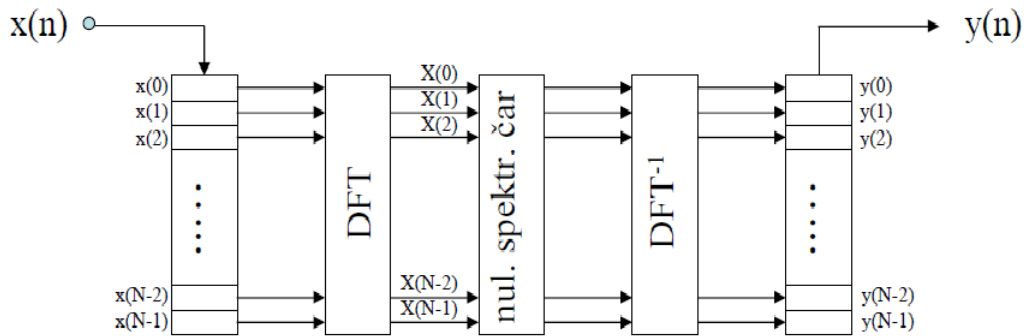 x(n)
y(n)
x(0)
x(1)
x(2)
.....
x(N-2)
x(N-1)
DFT
X(0)
X(1)
X(2)
X(N-2)
X(N-1)
nul. spektr. čar
DFT-1
y(0)
y(1)
y(2)
.....
y(N-2)
y(N-1)